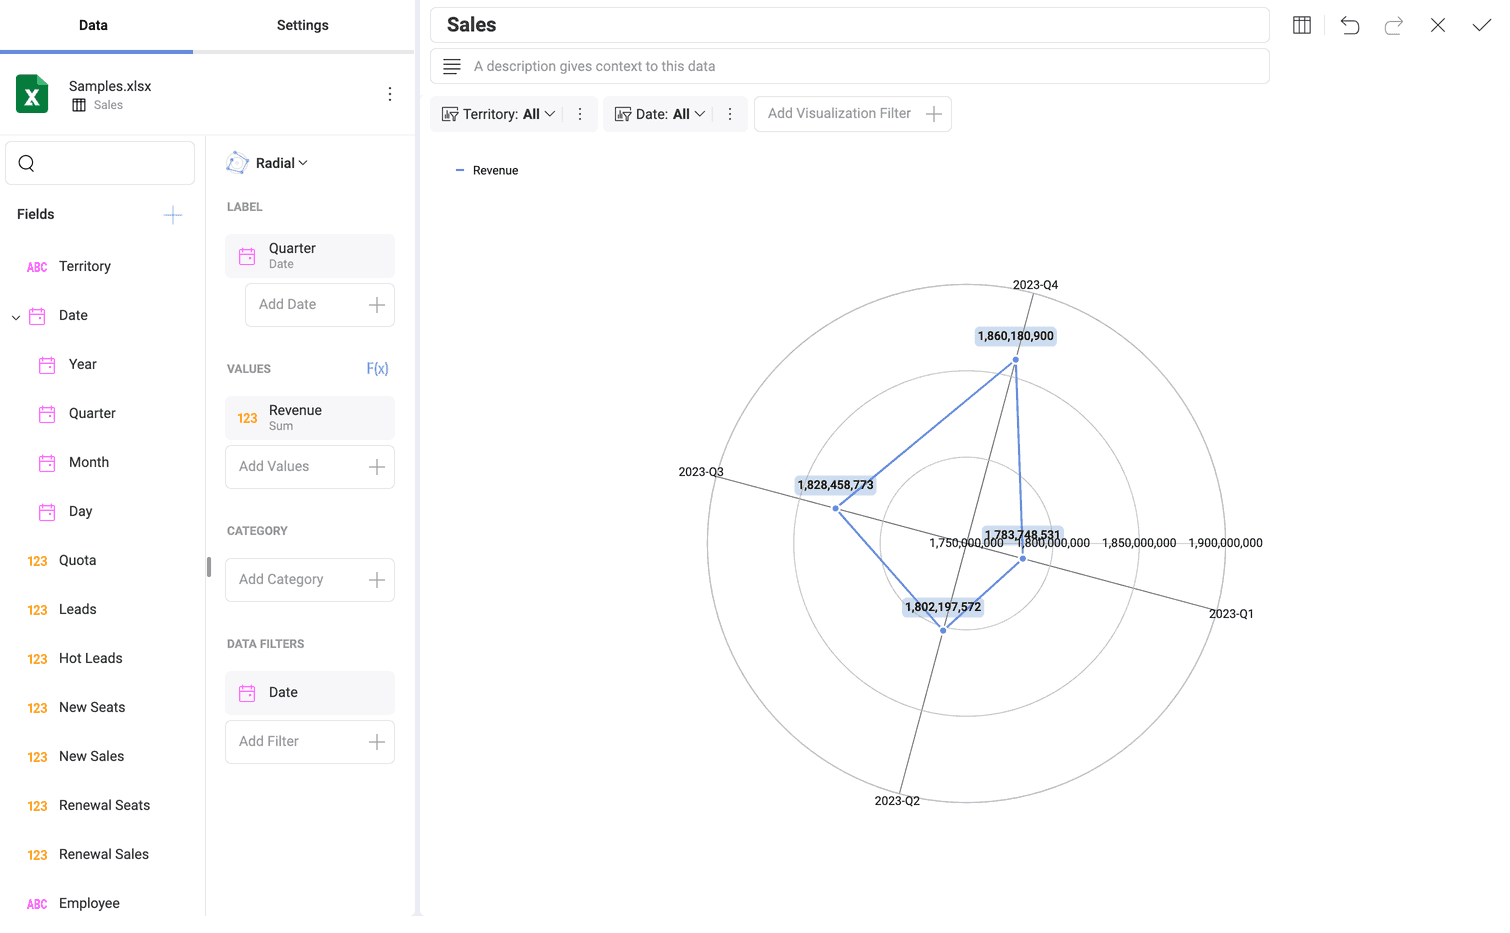 Data
Settings
Samples.xlsx
Sales
Fields
ABC Territory
Date
Year
Quarter
Month
Day
123 Quota
123 Leads
123 Hot Leads
123 New Seats
123 New Sales
123 Renewal Seats
123 Renewal Sales
ABC Employee
Radial
LABEL
Quarter
Date
Add Date
VALUES F(x)
123 Revenue
Sum
Add Values
CATEGORY
Add Category
DATA FILTERS
Date
Add Filter
Sales
A description gives context to this data
Territory: All
Date: All
Add Visualization Filter
Revenue
2023-Q4
1,860,180,900
2023-Q3
1,828,458,773
1,783,748,531
1,750,000,000 1,800,000,000 1,850,000,000 1,900,000,000
1,802,197,572
2023-Q1
2023-Q2